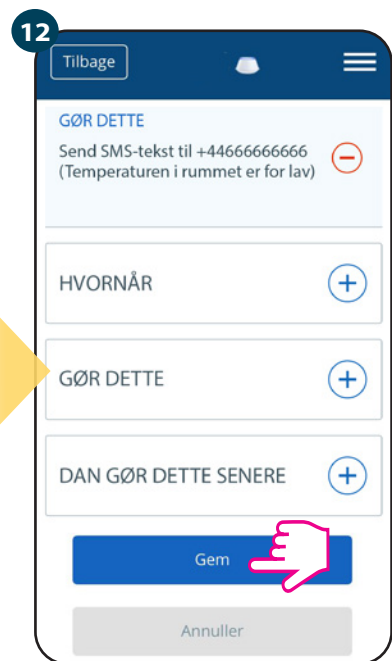 12
Tilbage
GØR DETTE
Send SMS-tekst til +44666666666
(Temperaturen i rummet er for lav)
HVORNÅR
GØR DETTE
DAN GØR DETTE SENERE
Gem
Annuller